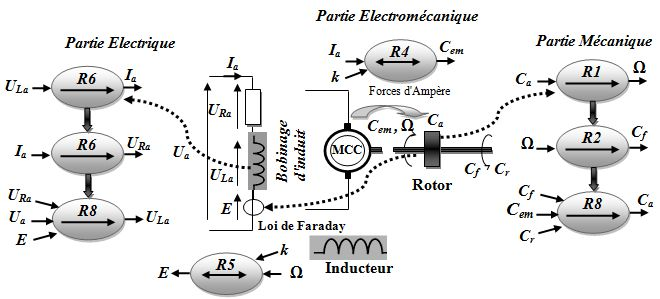 Partie Electromécanique
Partie Electrique
Partie Mécanique
R6
U_La
I_a
R6
I_a
U_Ra
R8
U_Ra
U_a
E
U_La
I_a
U_Ra
U_a
U_La
E
Bobinage
d'induit
Loi de Faraday
R5
E
k
Ω
Inducteur
R4
I_a
k
C_em
Forces d'Ampère
C_em, Ω
C_a
MCC
Rotor
C_f
C_r
R1
C_a
Ω
R2
Ω
C_f
R8
C_f
C_em
C_r
C_a